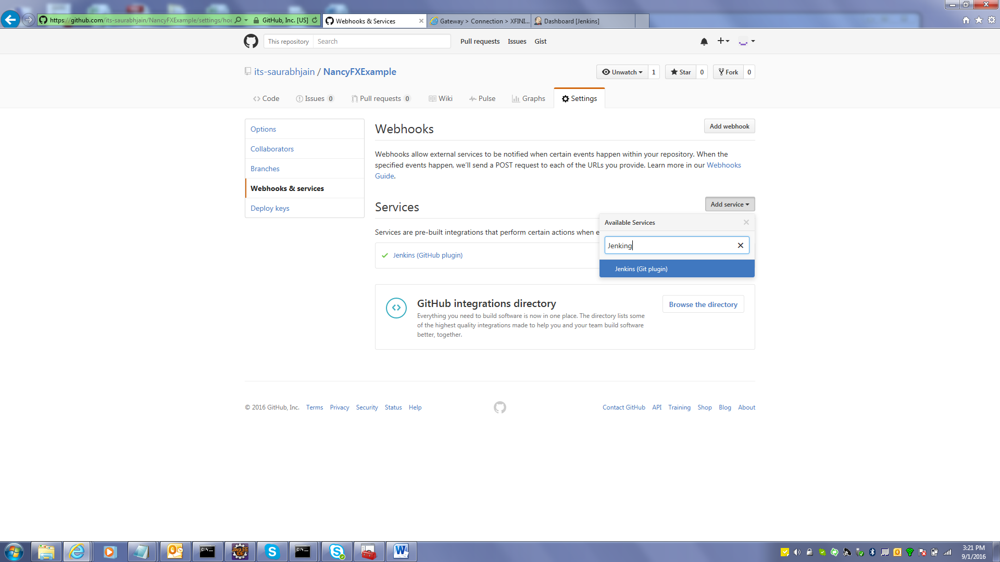 https://github.com/its-saurabhjain/NancyFXExample/settings/hoo
GitHub, Inc. [US]
Webhooks & Services
Gateway > Connection > XFINI...
Dashboard [Jenkins]
This repository
Search
Pull requests
Issues
Gist
its-saurabhjain / NancyFXExample
Unwatch
1
Star
0
Fork
0
Code
Issues 0
Pull requests 0
Wiki
Pulse
Graphs
Settings
Options
Collaborators
Branches
Webhooks & services
Deploy keys
Webhooks
Add webhook
Webhooks allow external services to be notified when certain events happen within your repository. When the
specified events happen, we'll send a POST request to each of the URLs you provide. Learn more in our Webhooks
Guide.
Services
Add service
Services are pre-built integrations that perform certain actions when e
Available Services
Jenking
Jenkins (Git plugin)
Jenkins (GitHub plugin)
GitHub integrations directory
Everything you need to build software is now in one place. The directory lists some
of the highest quality integrations made to help you and your team build software
better, together.
Browse the directory
© 2016 GitHub, Inc.
Terms
Privacy
Security
Status
Help
Contact GitHub
API
Training
Shop
Blog
About
C:\
Java EE
IDE
C:\
3:21 PM
9/1/2016